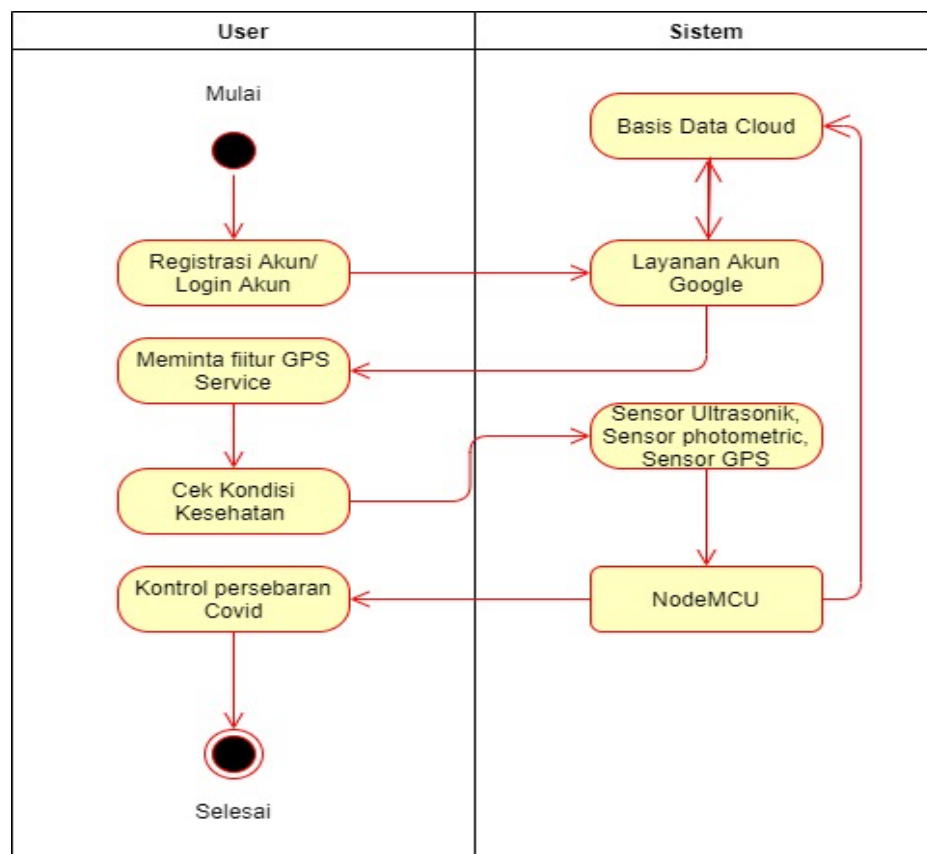 User
Sistem
Mulai
Basis Data Cloud
Registrasi Akun/
Login Akun
Layanan Akun
Google
Meminta fiitur GPS
Service
Sensor Ultrasonik,
Sensor photometric,
Sensor GPS
Cek Kondisi
Kesehatan
Kontrol persebaran
Covid
NodeMCU
Selesai